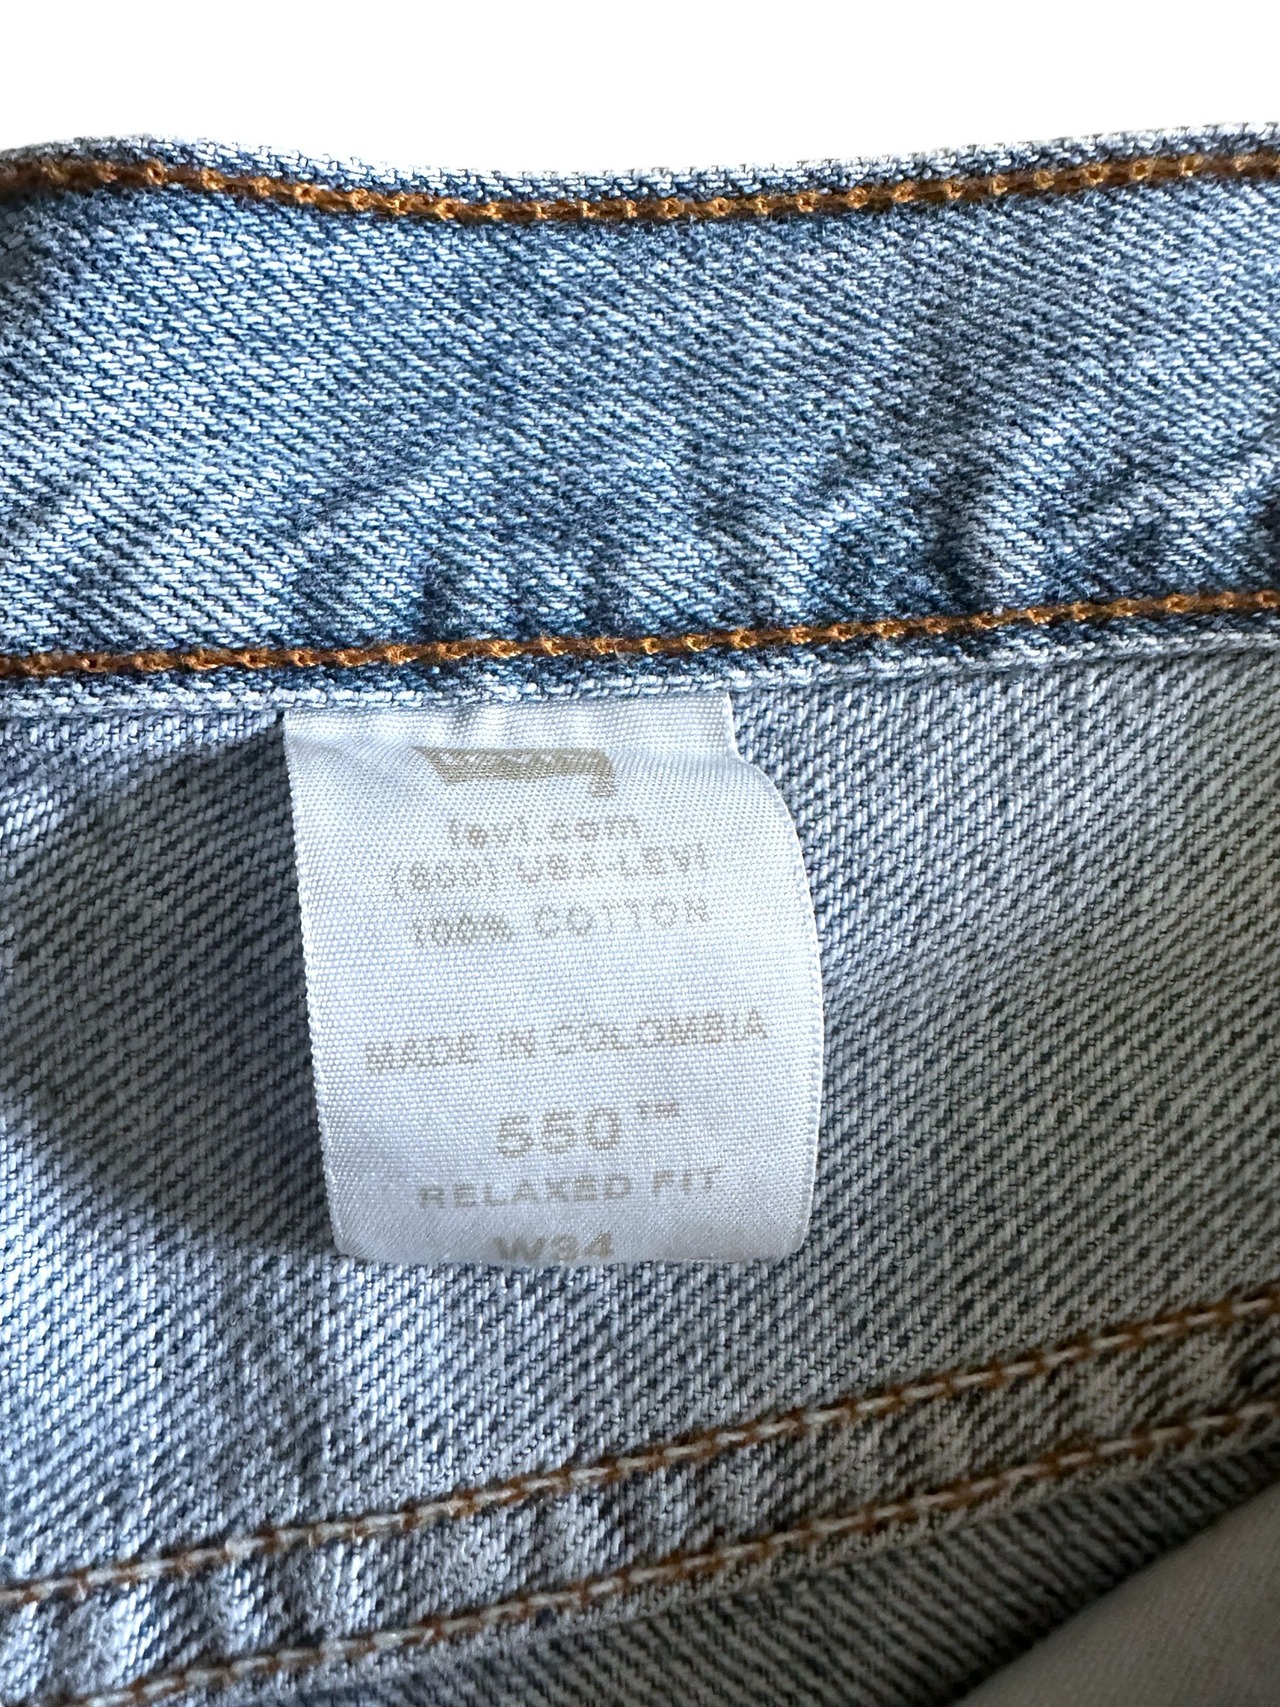 levi.com
(800) USA-LEVI
100% COTTON
MADE IN COLOMBIA
550™
RELAXED FIT
W34